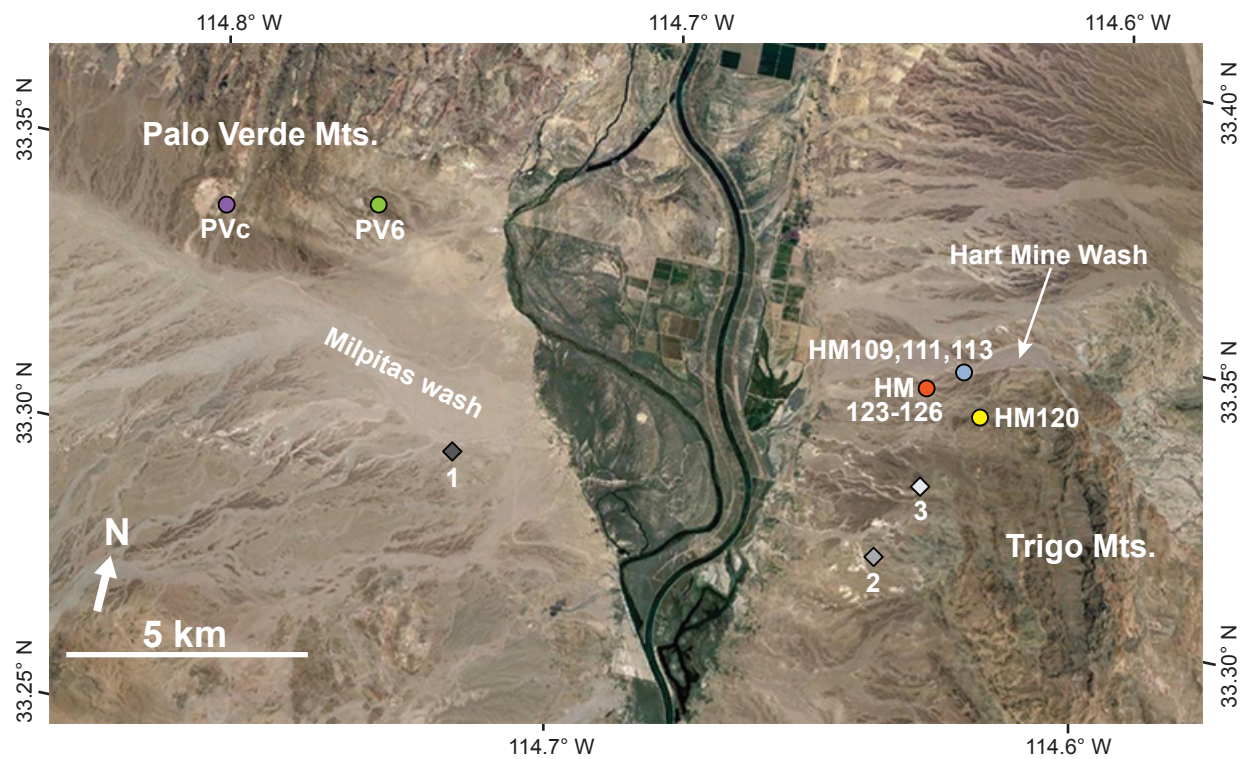 114.8° W
114.7° W
114.6° W
33.35° N
33.40° N
Palo Verde Mts.
PVc
PV6
Hart Mine Wash
Milpitas wash
HM109,111,113
HM
123-126
HM120
33.30° N
33.35° N
1
3
N
Trigo Mts.
2
5 km
33.25° N
33.30° N
114.7° W
114.6° W